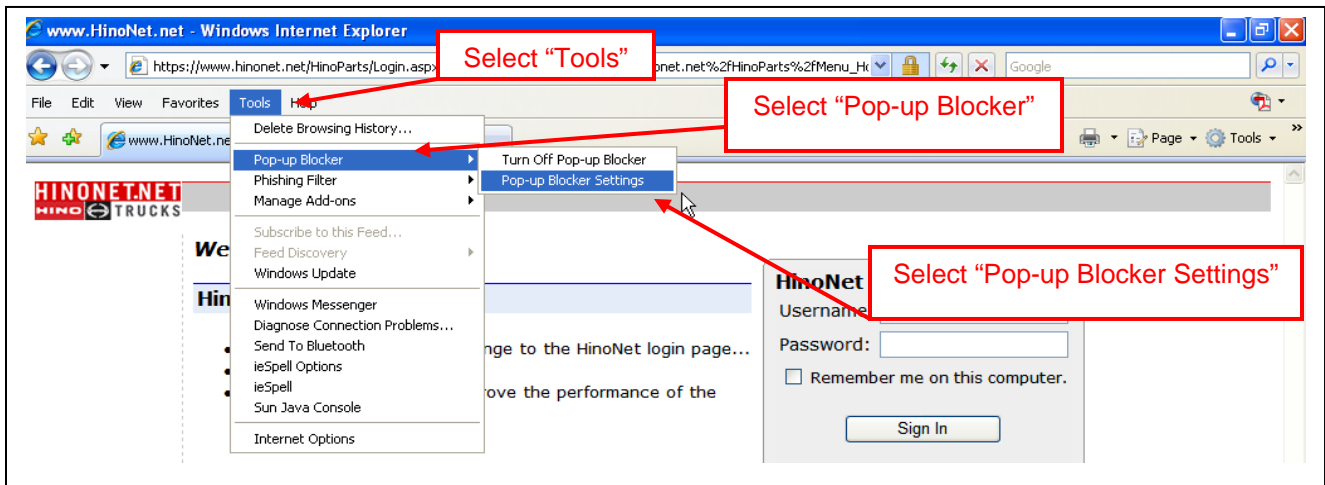 www.HinoNet.net - Windows Internet Explorer
Select “Tools”
https://www.hinonet.net/HinoParts/Login.aspx onet.net%2fHinoParts%2fMenu_Ho Google
Select “Pop-up Blocker”
File Edit View Favorites Tools Help
www.HinoNet.ne Page Tools
Delete Browsing History...
Pop-up Blocker Turn Off Pop-up Blocker
Phishing Filter Pop-up Blocker Settings
Manage Add-ons
HINONET.NET
HINO TRUCKS
Subscribe to this Feed...
Feed Discovery
Windows Update
We
Select “Pop-up Blocker Settings”
HinoNet
Hin
Windows Messenger
Username
Diagnose Connection Problems...
Send To Bluetooth
nge to the HinoNet login page...
Password:
ieSpell Options
Remember me on this computer.
ieSpell
rove the performance of the
Sun Java Console
Sign In
Internet Options